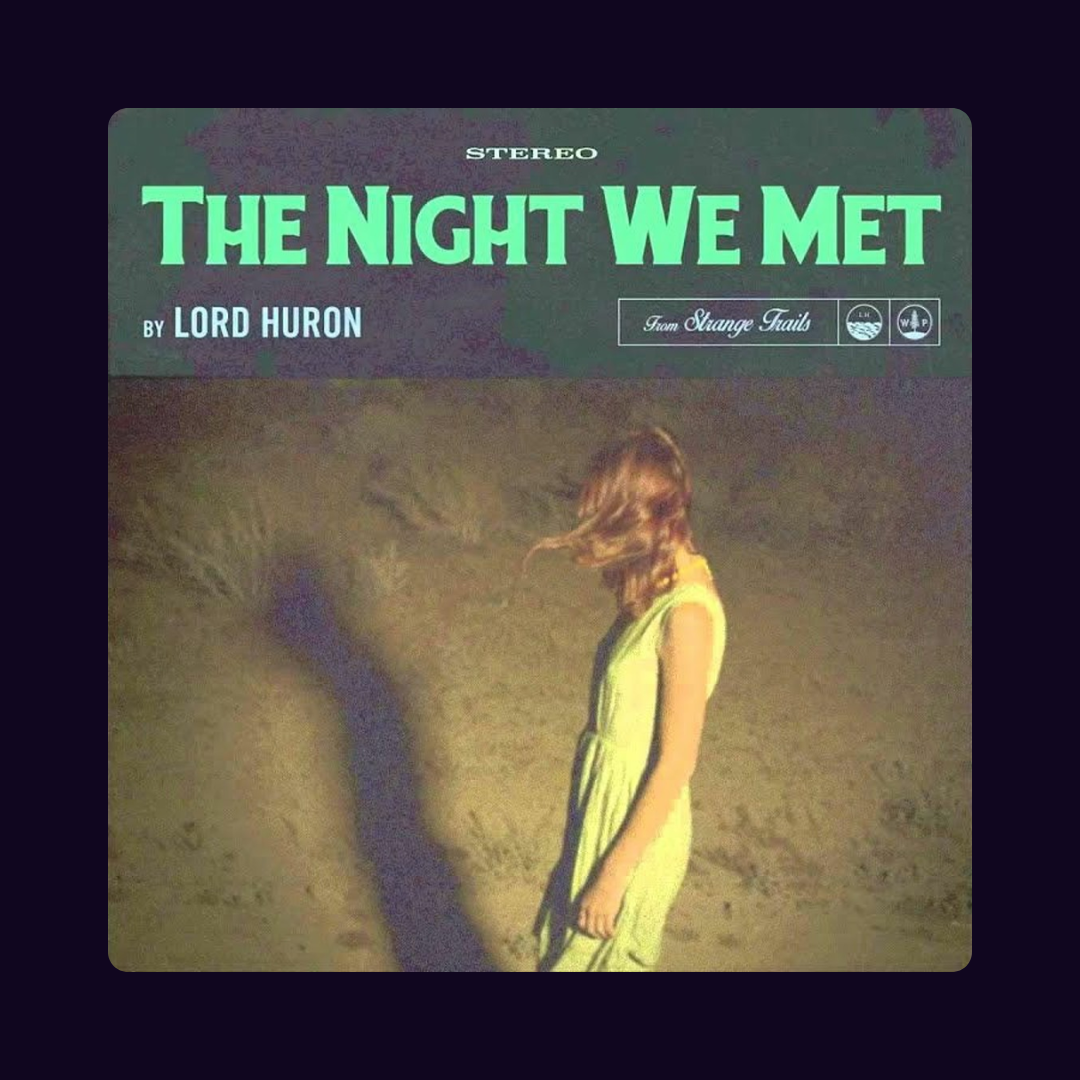 STEREO
THE NIGHT WE MET
BY LORD HURON
From Strange Trails
L H
W P